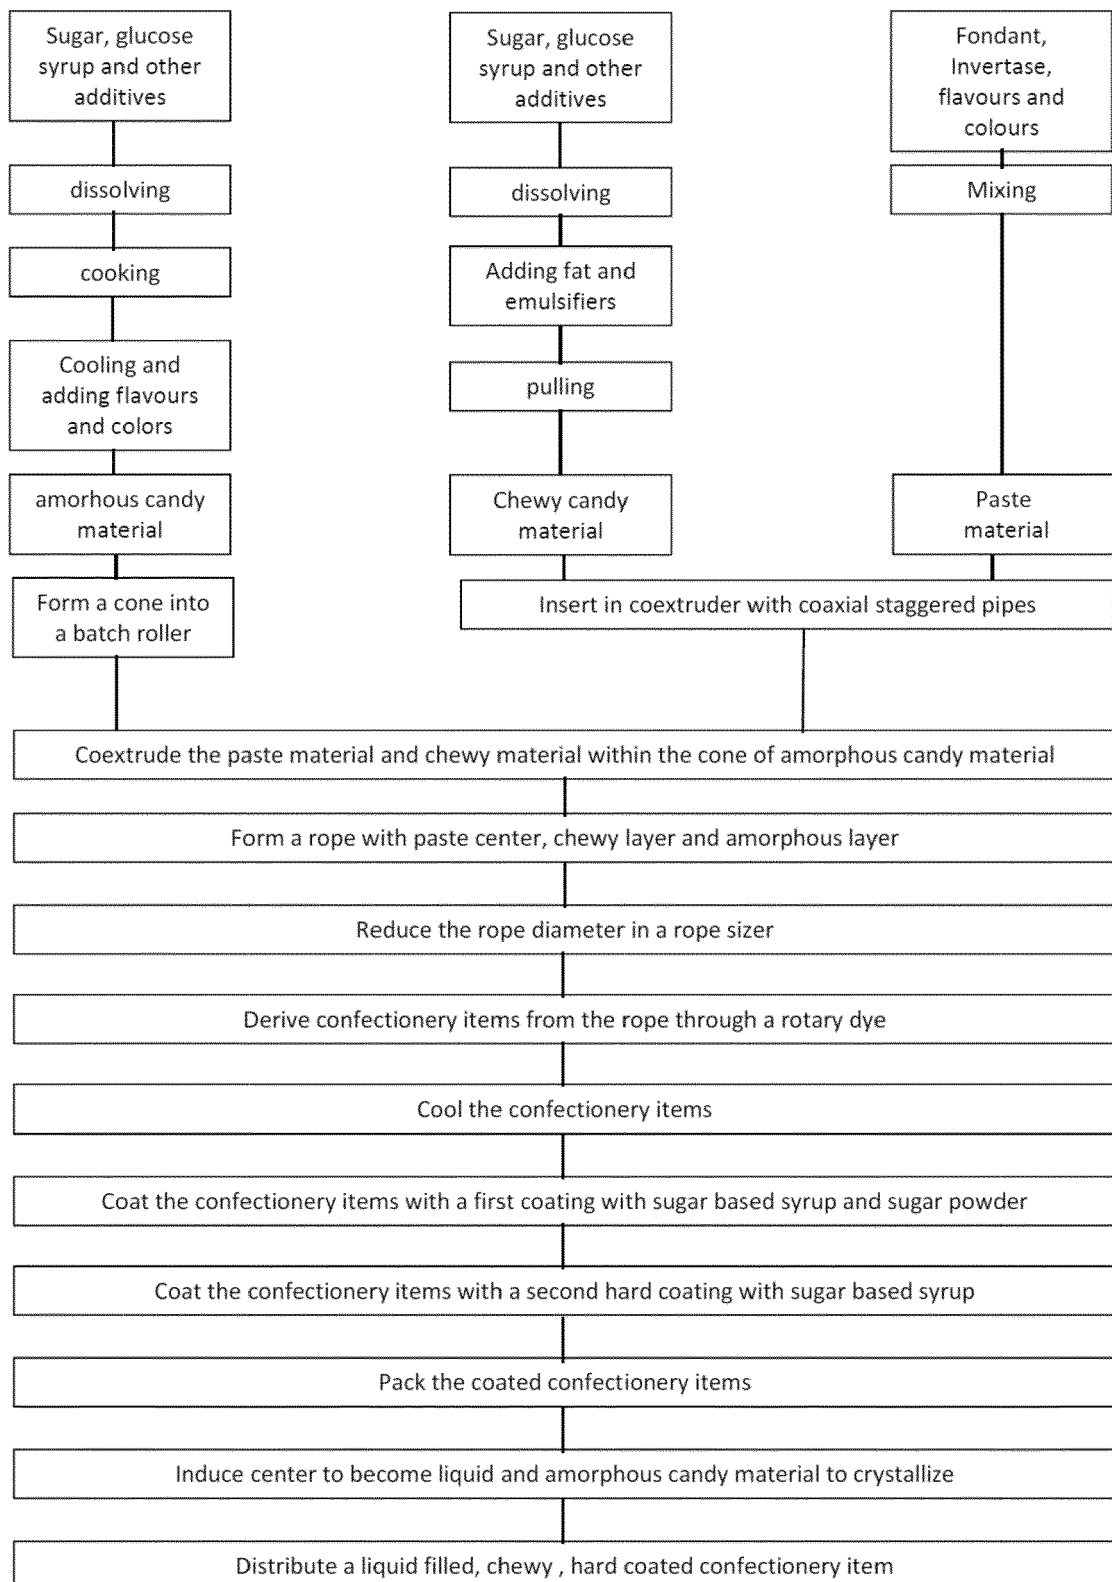 Sugar, glucose
syrup and other
additives
dissolving
cooking
Cooling and
adding flavours
and colors
amorhous candy
material
Form a cone into
a batch roller
Sugar, glucose
syrup and other
additives
dissolving
Adding fat and
emulsifiers
pulling
Chewy candy
material
Fondant,
Invertase,
flavours and
colours
Mixing
Paste
material
Insert in coextruder with coaxial staggered pipes
Coextrude the paste material and chewy material within the cone of amorphous candy material
Form a rope with paste center, chewy layer and amorphous layer
Reduce the rope diameter in a rope sizer
Derive confectionery items from the rope through a rotary dye
Cool the confectionery items
Coat the confectionery items with a first coating with sugar based syrup and sugar powder
Coat the confectionery items with a second hard coating with sugar based syrup
Pack the coated confectionery items
Induce center to become liquid and amorphous candy material to crystallize
Distribute a liquid filled, chewy , hard coated confectionery item